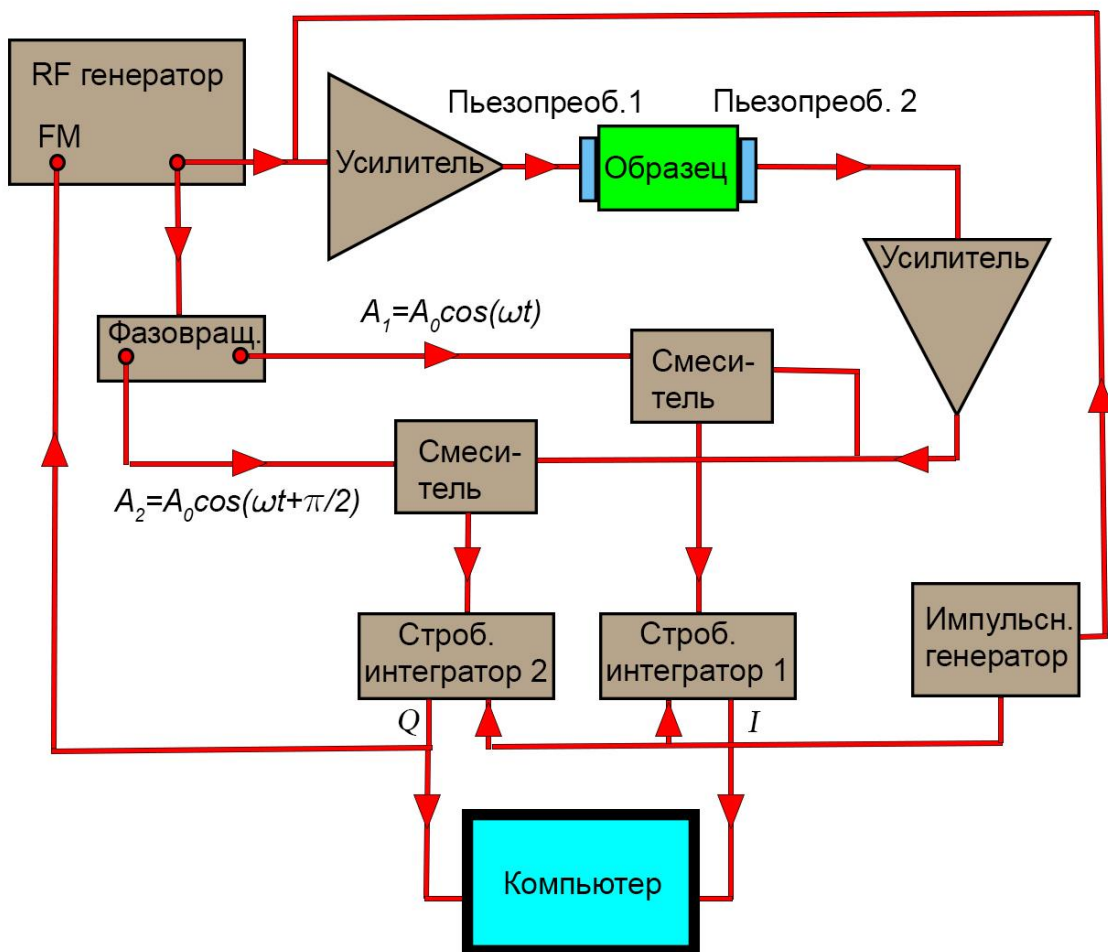 RF генератор
FM
Усилитель
Пьезопреоб.1
Образец
Пьезопреоб. 2
Усилитель
Фазовращ.
A₁=A₀cos(ωt)
Смеси-
тель
Смеси-
тель
A₂=A₀cos(ωt+π/2)
Строб.
интегратор 2
Строб.
интегратор 1
Импульсн.
генератор
Q
I
Компьютер